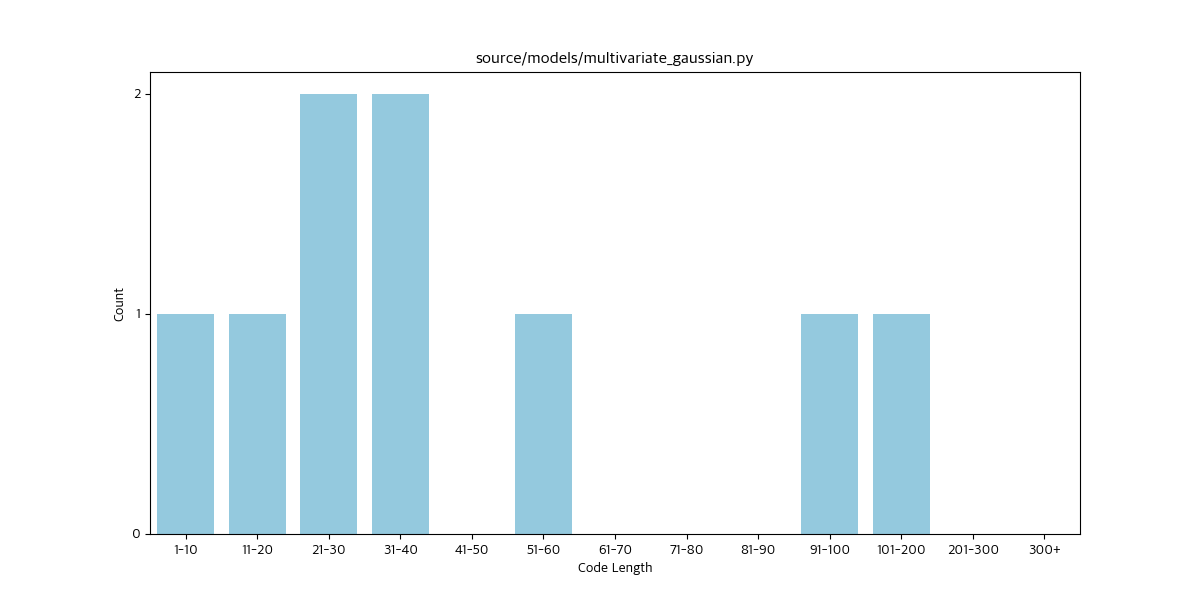 source/models/multivariate_gaussian.py
2
1
0
Count
1-10 11-20 21-30 31-40 41-50 51-60 61-70 71-80 81-90 91-100 101-200 201-300 300+
Code Length